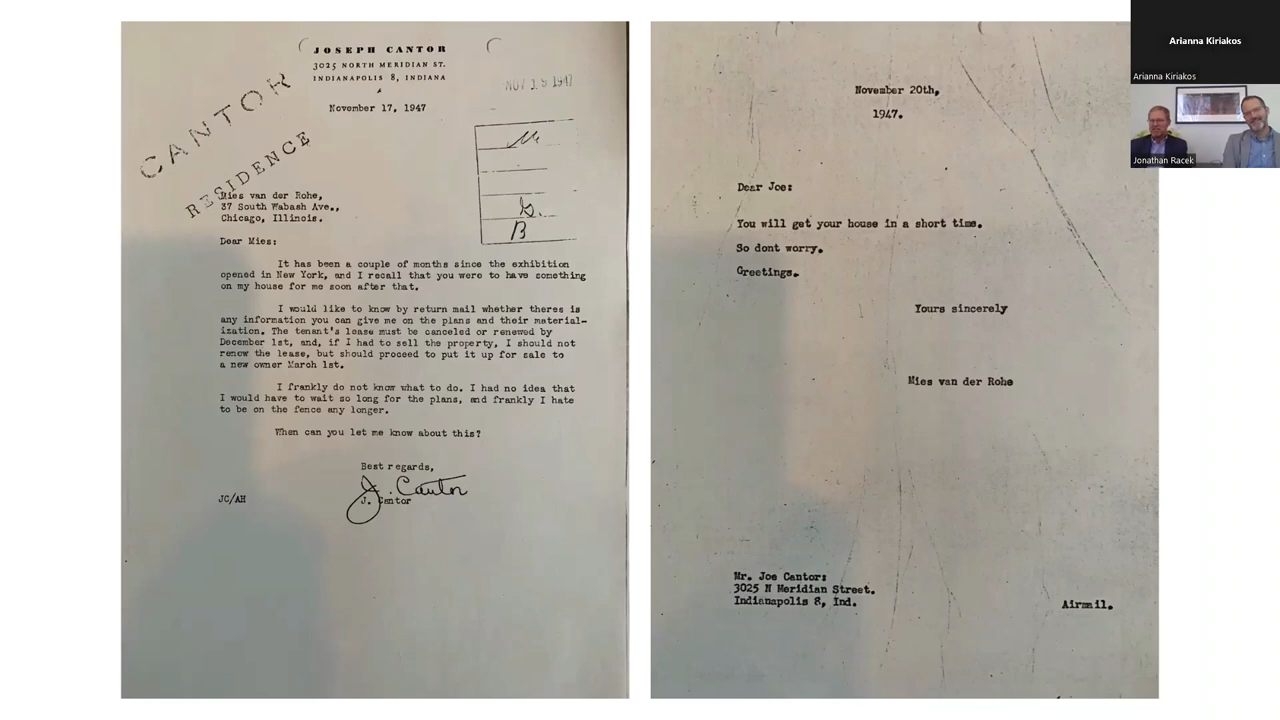 JOSEPH CANTOR
3025 NORTH MERIDIAN ST.
INDIANAPOLIS 8, INDIANA
November 17, 1947
NOV 19 1947
CANTOR
RESIDENCE
B
Mies van der Rohe,
37 South Wabash Ave.,
Chicago, Illinois.
Dear Mies:
It has been a couple of months since the exhibition
opened in New York, and I recall that you were to have something
on my house for me soon after that.
I would like to know by return mail whether theres is
any information you can give me on the plans and their material-
ization. The tenant's lease must be canceled or renewed by
December 1st, and, if I had to sell the property, I should not
renew the lease, but should proceed to put it up for sale to
a new owner March 1st.
I frankly do not know what to do. I had no idea that
I would have to wait so long for the plans, and frankly I hate
to be on the fence any longer.
When can you let me know about this?
Best regards,
J. Cantor
J. Cantor
JC/AH
November 20th,
1947.
Dear Joe:
You will get your house in a short time.
So dont worry.
Greetings.
Yours sincerely
Mies van der Rohe
Mr. Joe Cantor:
3025 N Meridian Street.
Indianapolis 8, Ind.
Airmail.
Arianna Kiriakos
Arianna Kiriakos
Jonathan Racek